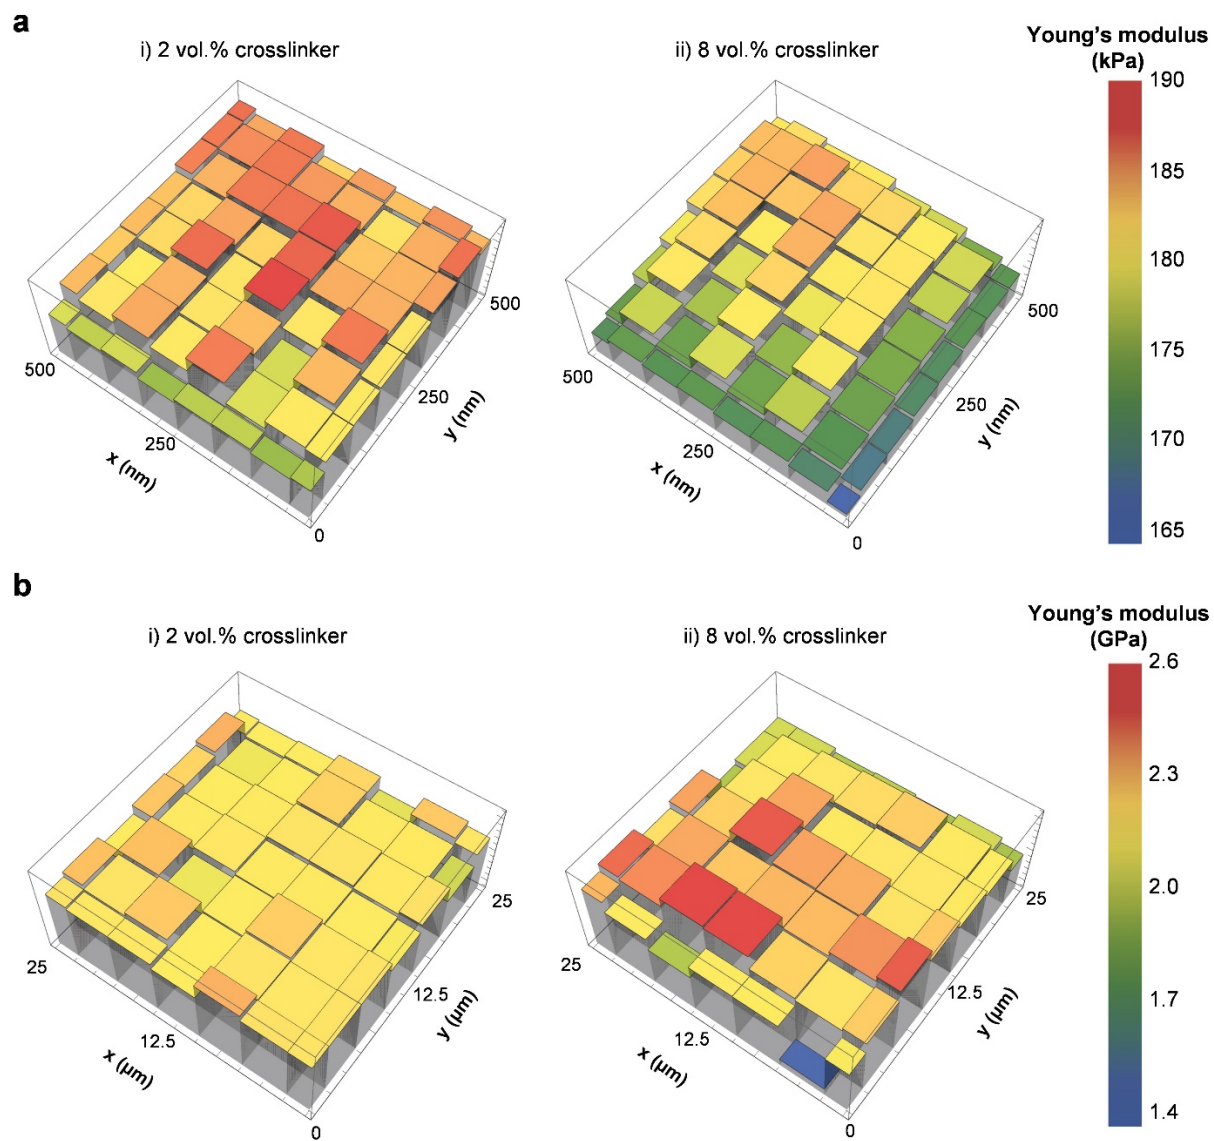 a
i) 2 vol.% crosslinker
ii) 8 vol.% crosslinker
Young's modulus
(kPa)
190
185
180
175
170
165
500
250
0
x (nm)
250
500
y (nm)
500
250
0
x (nm)
250
500
y (nm)
b
i) 2 vol.% crosslinker
ii) 8 vol.% crosslinker
Young's modulus
(GPa)
2.6
2.3
2.0
1.7
1.4
25
12.5
0
x (µm)
12.5
25
y (µm)
25
12.5
0
x (µm)
12.5
25
y (µm)